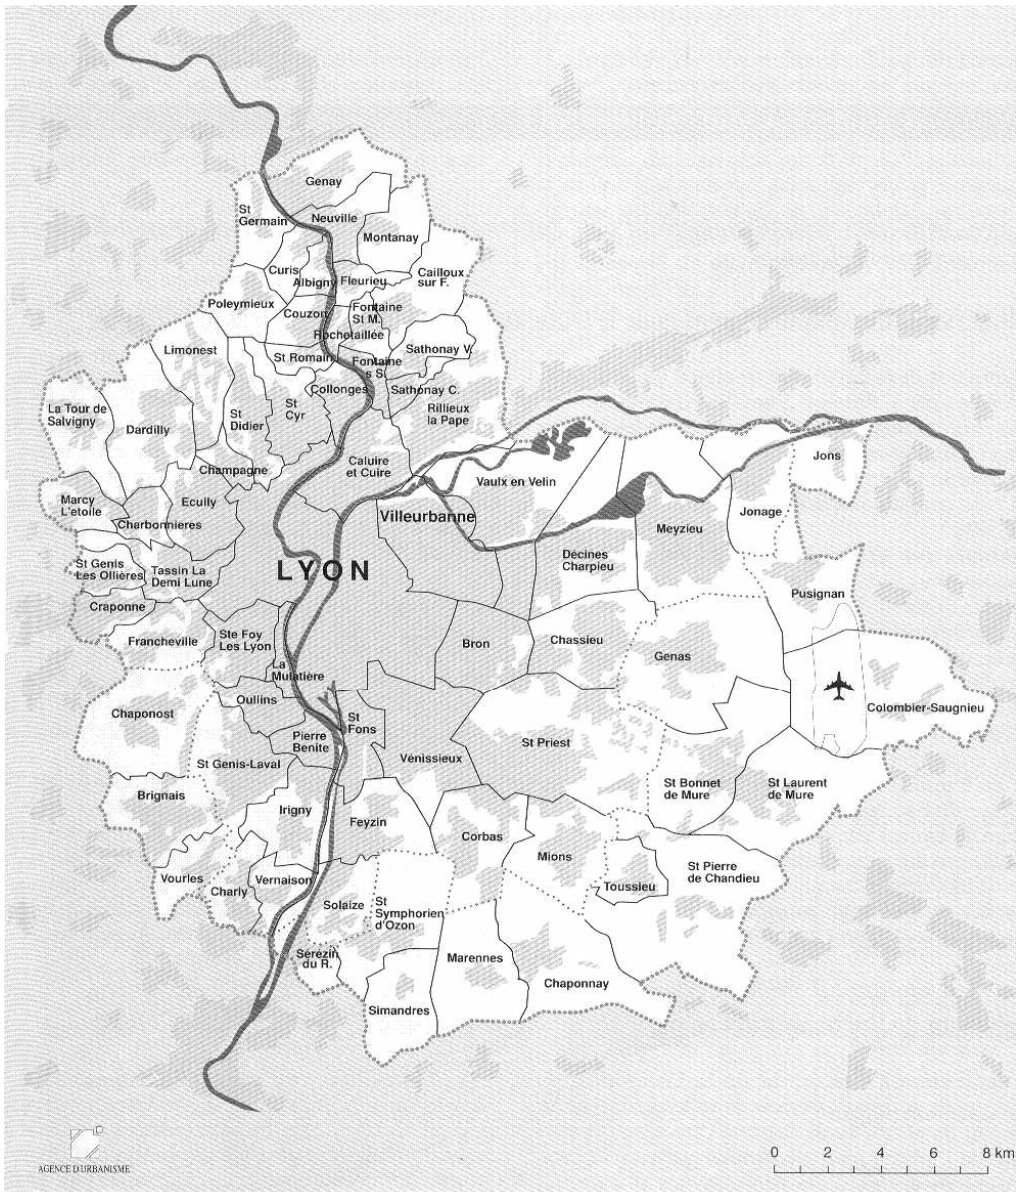 Genay
St
Germain
Neuville
Montanay
Curis
Albigny
Fleurieu
Cailloux
sur F.
Poleymieux
Couzon
Fontaine
St M.
Rochetaillée
Limonest
St Romain
Fontaine
s S.
Sathonay V.
Collonges
Sathonay C.
La Tour de
Salvigny
Dardilly
St
Didier
St
Cyr
Rillieux
la Pape
Champagne
Caluire
et Cuire
Vaulx en Velin
Jons
Marcy
L'etoile
Ecully
Charbonnieres
Villeurbanne
Meyzieu
Jonage
St Genis
Les Ollières
Tassin La
Demi Lune
LYON
Décines
Charpieu
Pusignan
Craponne
Francheville
Ste Foy
Les Lyon
Bron
Chassieu
Genas
La
Mulatière
Chaponost
Oullins
St
Fons
Colombier-Saugnieu
Pierre
Benite
St Priest
St Genis-Laval
Vénissieux
Brignais
Irigny
Feyzin
St Bonnet
de Mure
St Laurent
de Mure
Corbas
Mions
Vourles
Charly
Vernaison
Toussieu
St Pierre
de Chandieu
Solaize
St
Symphorien
d'Ozon
Sérézin
du R.
Marennes
Chaponnay
Simandres
AGENCE D'URBANISME
0 2 4 6 8 km